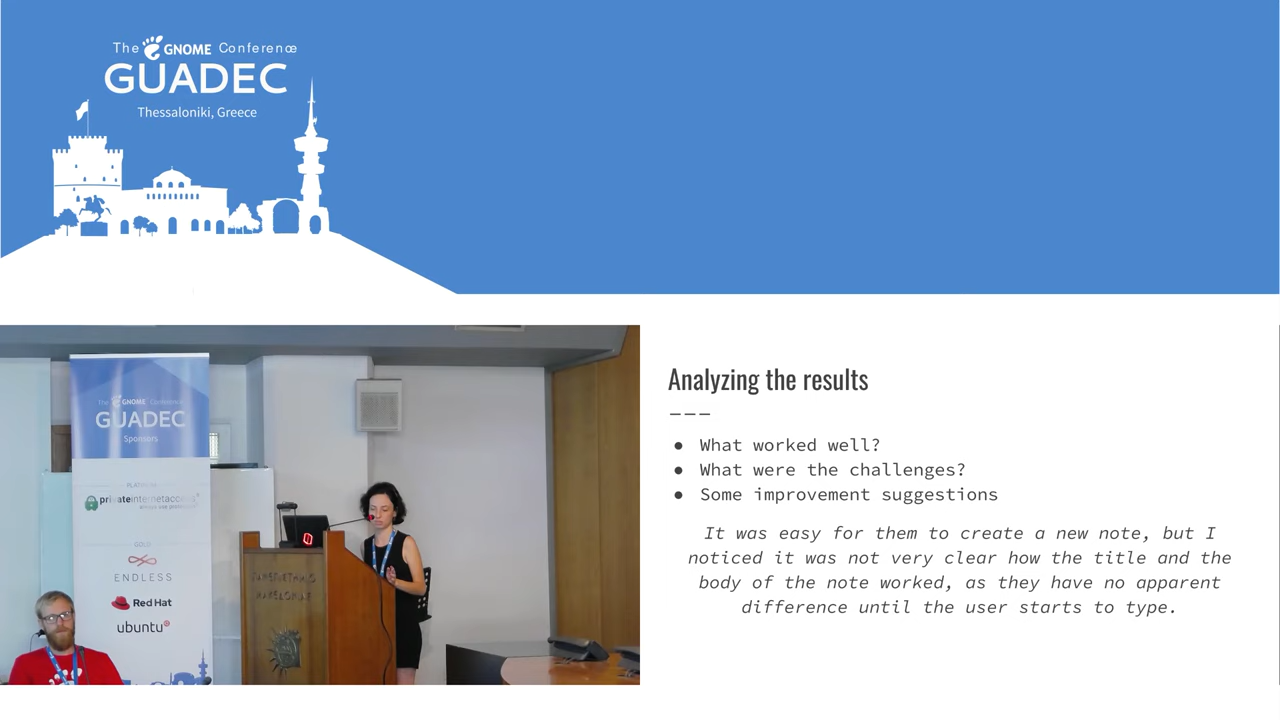 The GNOME Conference
GUADEC
Thessaloniki, Greece
The GNOME Conference
GUADEC
Sponsors
PLATINUM
privateinternetaccess
always use protection
GOLD
ENDLESS
Red Hat
ubuntu
Analyzing the results
---
● What worked well?
● What were the challenges?
● Some improvement suggestions
It was easy for them to create a new note, but I
noticed it was not very clear how the title and the
body of the note worked, as they have no apparent
difference until the user starts to type.